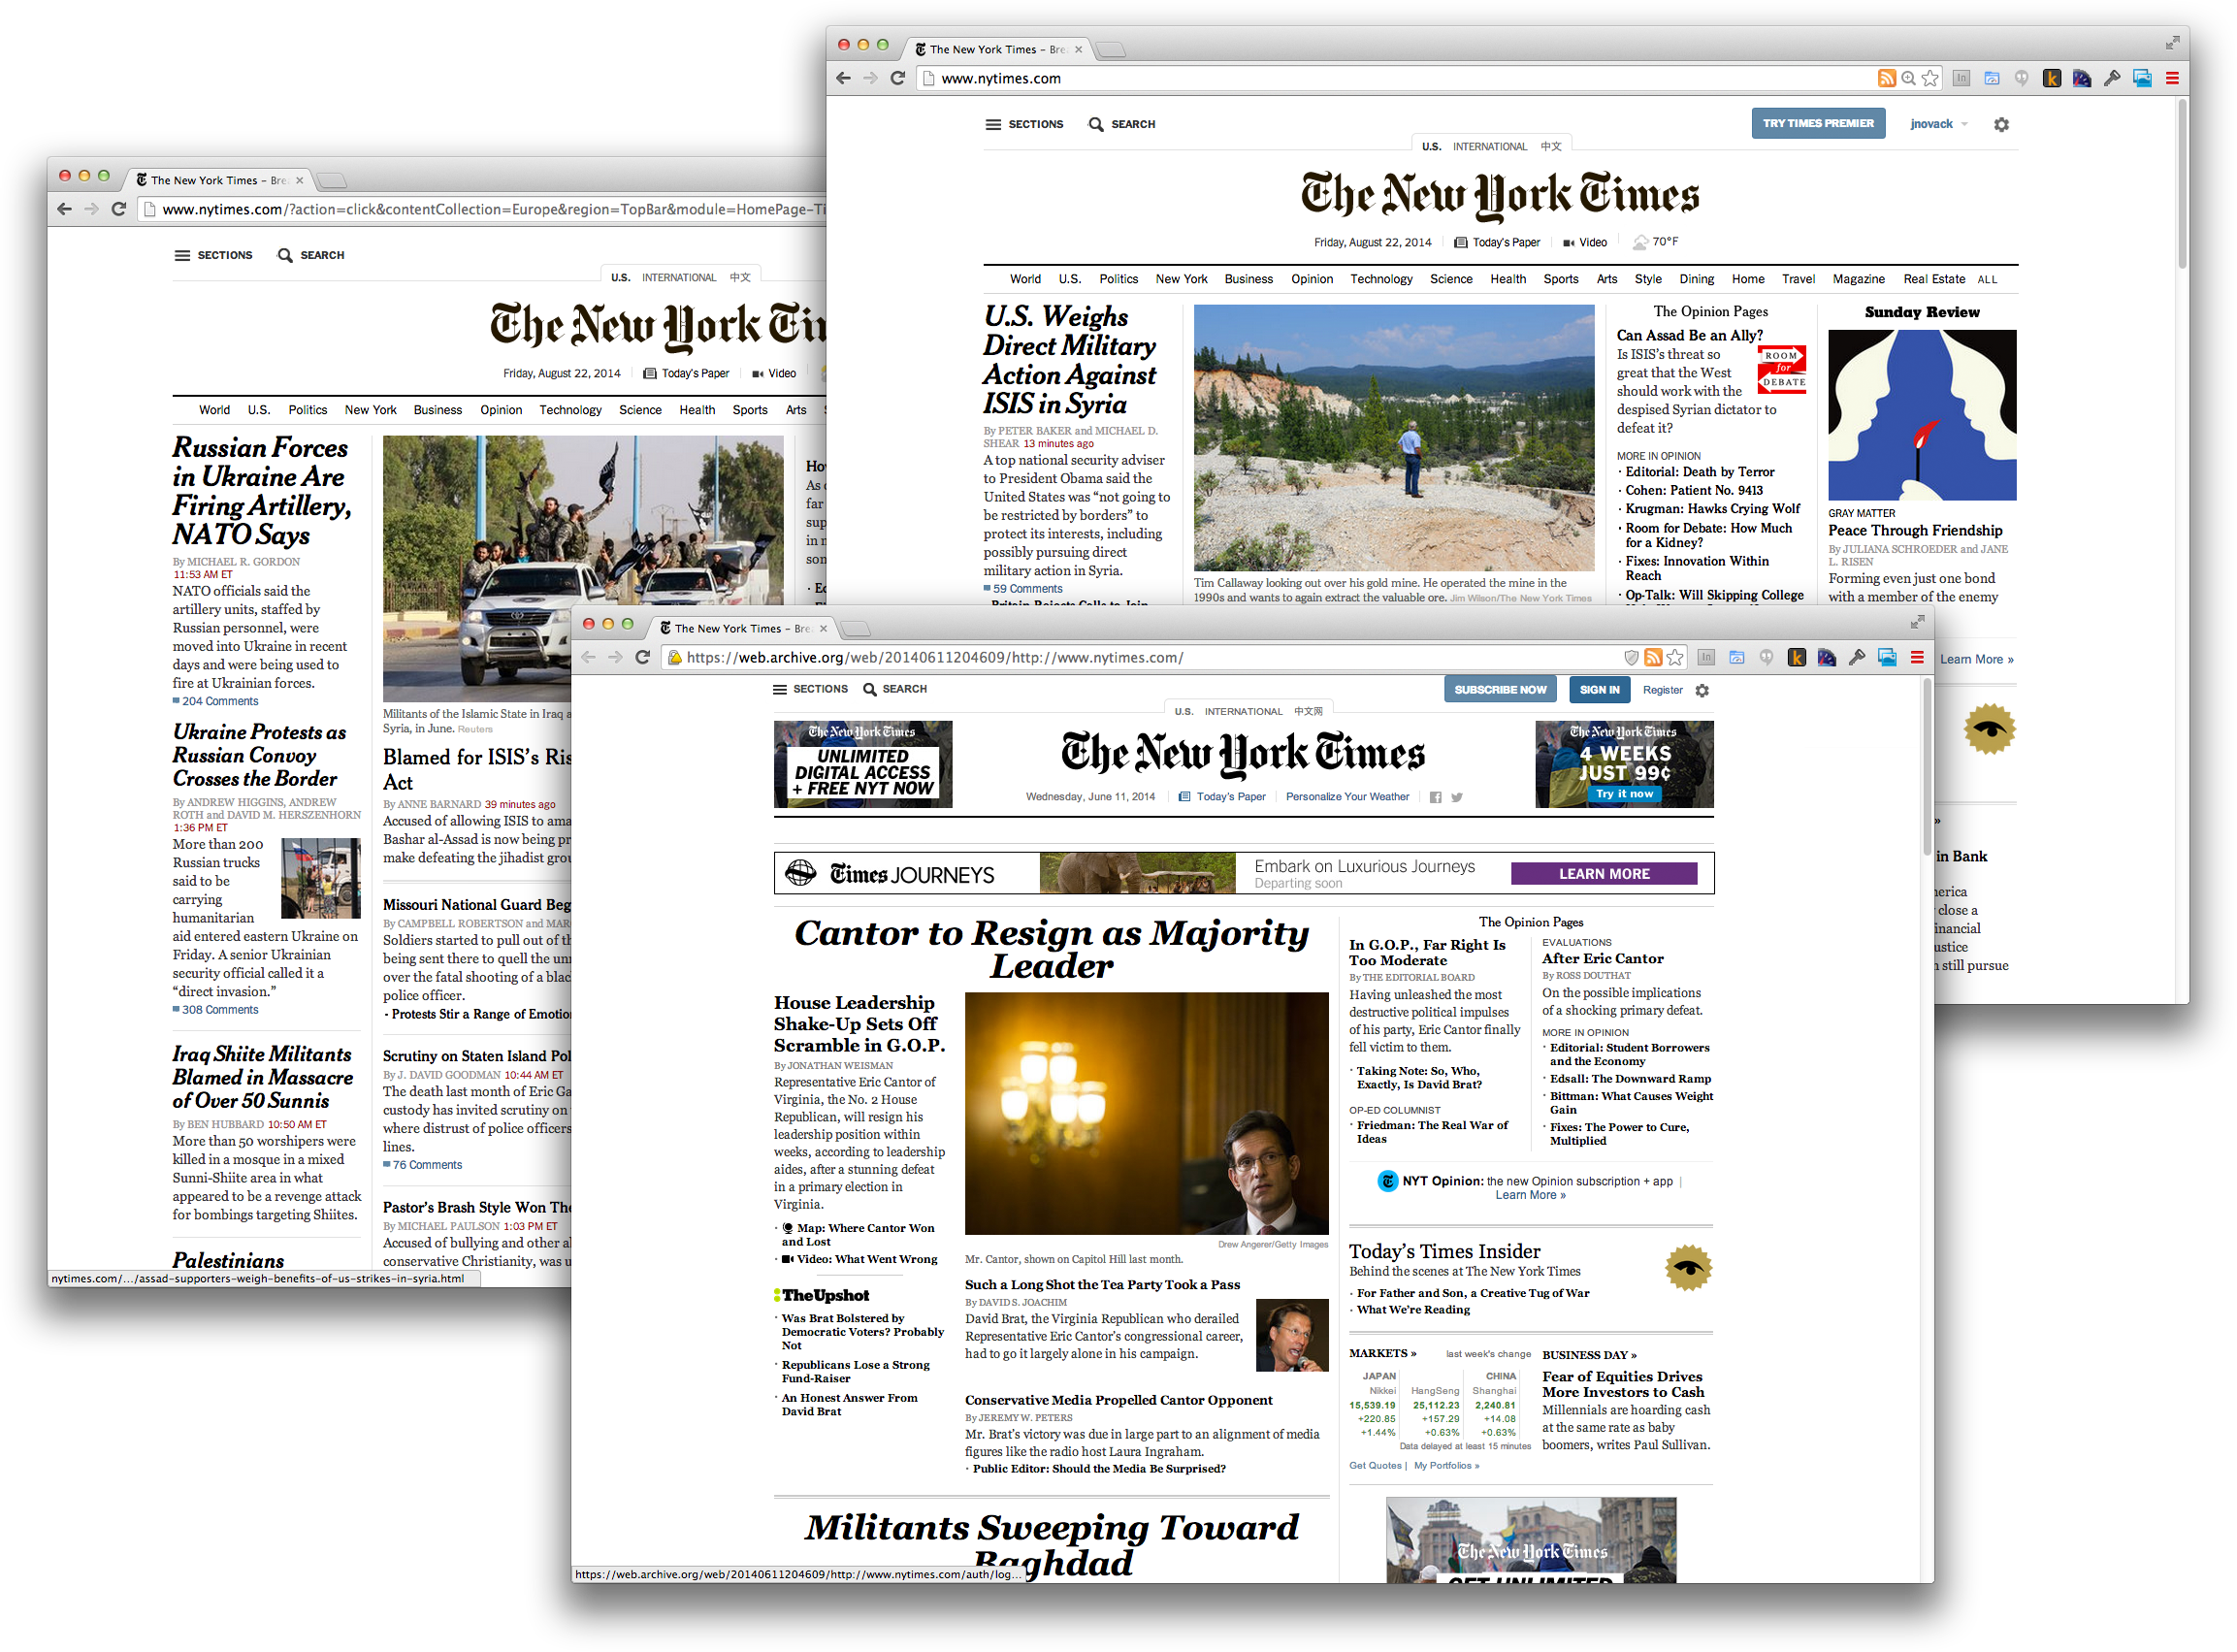 The New York Times - Bre
www.nytimes.com/?action=click&contentCollection=Europe&region=TopBar&module=HomePage-Ti
SECTIONS SEARCH
U.S. INTERNATIONAL 中文
The New York Tim
Friday, August 22, 2014 Today's Paper Video
World U.S. Politics New York Business Opinion Technology Science Health Sports Arts
Russian Forces
in Ukraine Are
Firing Artillery,
NATO Says
By MICHAEL R. GORDON
11:53 AM ET
NATO officials said the
artillery units, staffed by
Russian personnel, were
moved into Ukraine in recent
days and were being used to
fire at Ukrainian forces.
204 Comments
Ukraine Protests as
Russian Convoy
Crosses the Border
By ANDREW HIGGINS, ANDREW
ROTH and DAVID M. HERSZENHORN
1:36 PM ET
More than 200
Russian trucks
said to be
carrying
humanitarian
aid entered eastern Ukraine on
Friday. A senior Ukrainian
security official called it a
“direct invasion.”
308 Comments
Iraq Shiite Militants
Blamed in Massacre
of Over 50 Sunnis
By BEN HUBBARD 10:50 AM ET
More than 50 worshipers were
killed in a mosque in a mixed
Sunni-Shiite area in what
appeared to be a revenge attack
for bombings targeting Shiites.
Palestinians
nytimes.com/.../assad-supporters-weigh-benefits-of-us-strikes-in-syria.html
Militants of the Islamic State in Iraq a
Syria, in June. Reuters
Blamed for ISIS’s Ris
Act
By ANNE BARNARD 39 minutes ago
Accused of allowing ISIS to ama
Bashar al-Assad is now being pr
make defeating the jihadist grou
Missouri National Guard Beg
By CAMPBELL ROBERTSON and MAR
Soldiers started to pull out of th
being sent there to quell the unr
over the fatal shooting of a blac
police officer.
· Protests Stir a Range of Emotio
Scrutiny on Staten Island Pol
By J. DAVID GOODMAN 10:44 AM ET
The death last month of Eric Ga
custody has invited scrutiny on
where distrust of police officers
lines.
76 Comments
Pastor’s Brash Style Won The
By MICHAEL PAULSON 1:03 PM ET
Accused of bullying and other al
conservative Christianity, was u
Ho
As
far
sup
in n
som
· Ed
The New York Times - Brea
www.nytimes.com
SECTIONS SEARCH
TRY TIMES PREMIER jnovack
U.S. INTERNATIONAL 中文
The New York Times
Friday, August 22, 2014 Today's Paper Video 70°F
World U.S. Politics New York Business Opinion Technology Science Health Sports Arts Style Dining Home Travel Magazine Real Estate ALL
U.S. Weighs
Direct Military
Action Against
ISIS in Syria
By PETER BAKER and MICHAEL D.
SHEAR 13 minutes ago
A top national security adviser
to President Obama said the
United States was “not going to
be restricted by borders” to
protect its interests, including
possibly pursuing direct
military action in Syria.
59 Comments
· Britain Rejects Calls to Join
Tim Callaway looking out over his gold mine. He operated the mine in the
1990s and wants to again extract the valuable ore. Jim Wilson/The New York Times
The Opinion Pages
Can Assad Be an Ally?
Is ISIS’s threat so
great that the West
should work with the
despised Syrian dictator to
defeat it?
ROOM
for
DEBATE
MORE IN OPINION
· Editorial: Death by Terror
· Cohen: Patient No. 9413
· Krugman: Hawks Crying Wolf
· Room for Debate: How Much
for a Kidney?
· Fixes: Innovation Within
Reach
· Op-Talk: Will Skipping College
Sunday Review
GRAY MATTER
Peace Through Friendship
By JULIANA SCHROEDER and JANE
L. RISEN
Forming even just one bond
with a member of the enemy
Learn More »
»
in Bank
erica
close a
inancial
ustice
n still pursue
The New York Times - Brea
https://web.archive.org/web/20140611204609/http://www.nytimes.com/
SECTIONS SEARCH
SUBSCRIBE NOW SIGN IN Register
U.S. INTERNATIONAL 中文网
The New York Times
UNLIMITED
DIGITAL ACCESS
+ FREE NYT NOW
The New York Times
Wednesday, June 11, 2014 Today's Paper Personalize Your Weather
The New York Times
4 WEEKS
JUST 99¢
Try it now
Times JOURNEYS
Embark on Luxurious Journeys
Departing soon
LEARN MORE
Cantor to Resign as Majority
Leader
House Leadership
Shake-Up Sets Off
Scramble in G.O.P.
By JONATHAN WEISMAN
Representative Eric Cantor of
Virginia, the No. 2 House
Republican, will resign his
leadership position within
weeks, according to leadership
aides, after a stunning defeat
in a primary election in
Virginia.
· Map: Where Cantor Won
and Lost
· Video: What Went Wrong
TheUpshot
· Was Brat Bolstered by
Democratic Voters? Probably
Not
· Republicans Lose a Strong
Fund-Raiser
· An Honest Answer From
David Brat
Drew Angerer/Getty Images
Mr. Cantor, shown on Capitol Hill last month.
Such a Long Shot the Tea Party Took a Pass
By DAVID S. JOACHIM
David Brat, the Virginia Republican who derailed
Representative Eric Cantor’s congressional career,
had to go it largely alone in his campaign.
Conservative Media Propelled Cantor Opponent
By JEREMY W. PETERS
Mr. Brat’s victory was due in large part to an alignment of media
figures like the radio host Laura Ingraham.
· Public Editor: Should the Media Be Surprised?
Militants Sweeping Toward
Baghdad
https://web.archive.org/web/20140611204609/http://www.nytimes.com/auth/log...
The Opinion Pages
In G.O.P., Far Right Is
Too Moderate
By THE EDITORIAL BOARD
Having unleashed the most
destructive political impulses
of his party, Eric Cantor finally
fell victim to them.
· Taking Note: So, Who,
Exactly, Is David Brat?
OP-ED COLUMNIST
· Friedman: The Real War of
Ideas
EVALUATIONS
After Eric Cantor
By ROSS DOUTHAT
On the possible implications
of a shocking primary defeat.
MORE IN OPINION
· Editorial: Student Borrowers
and the Economy
· Edsall: The Downward Ramp
· Bittman: What Causes Weight
Gain
· Fixes: The Power to Cure,
Multiplied
NYT Opinion: the new Opinion subscription + app |
Learn More »
Today’s Times Insider
Behind the scenes at The New York Times
· For Father and Son, a Creative Tug of War
· What We’re Reading
MARKETS » last week's change
JAPAN CHINA
Nikkei HangSeng Shanghai
15,539.19 25,112.23 2,240.81
+220.85 +157.29 +14.08
+1.44% +0.63% +0.63%
Data delayed at least 15 minutes
Get Quotes | My Portfolios »
BUSINESS DAY »
Fear of Equities Drives
More Investors to Cash
Millennials are hoarding cash
at the same rate as baby
boomers, writes Paul Sullivan.
The New York Times
GET UNLIMITED